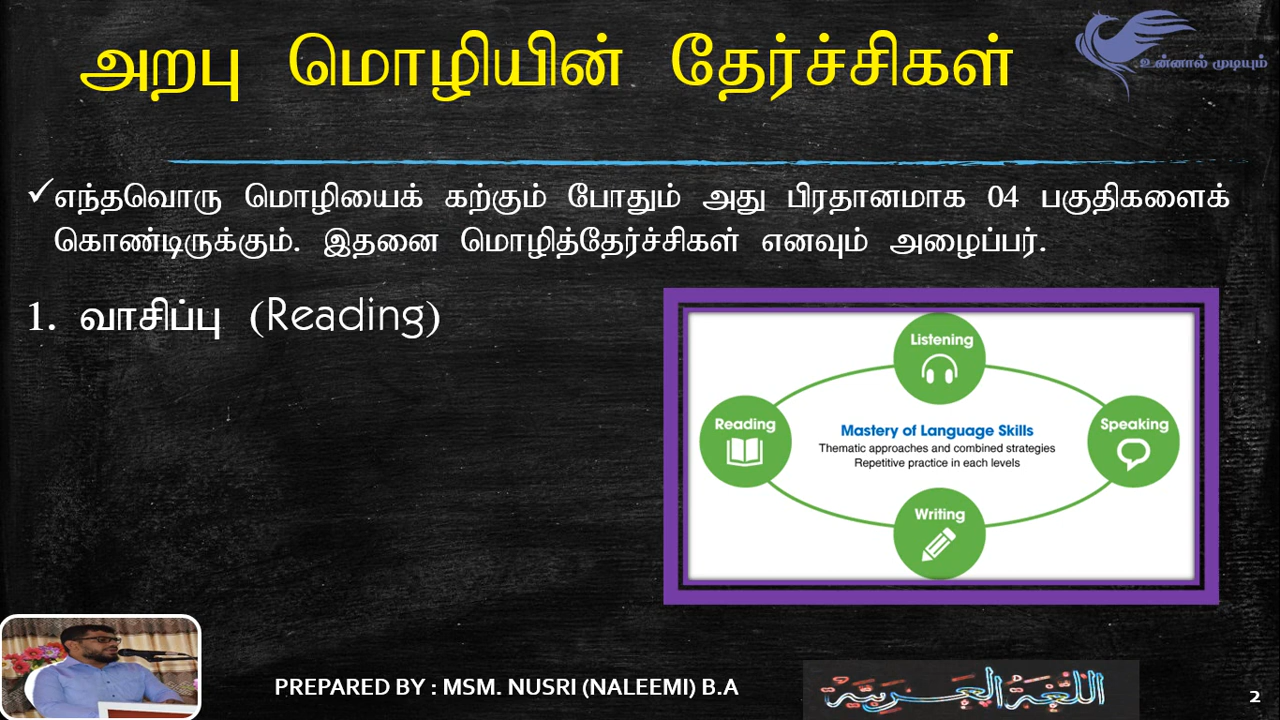 அறபு மொழியின் தேர்ச்சிகள்
உன்னால் முடியும்
✓எந்தவொரு மொழியைக் கற்கும் போதும் அது பிரதானமாக 04 பகுதிகளைக்
கொண்டிருக்கும். இதனை மொழித்தேர்ச்சிகள் எனவும் அழைப்பர்.
1. வாசிப்பு (Reading)
Listening
Reading
Speaking
Mastery of Language Skills
Thematic approaches and combined strategies
Repetitive practice in each levels
Writing
PREPARED BY : MSM. NUSRI (NALEEMI) B.A
اللُّغَةُ الْعَرَبِيَّةُ
2